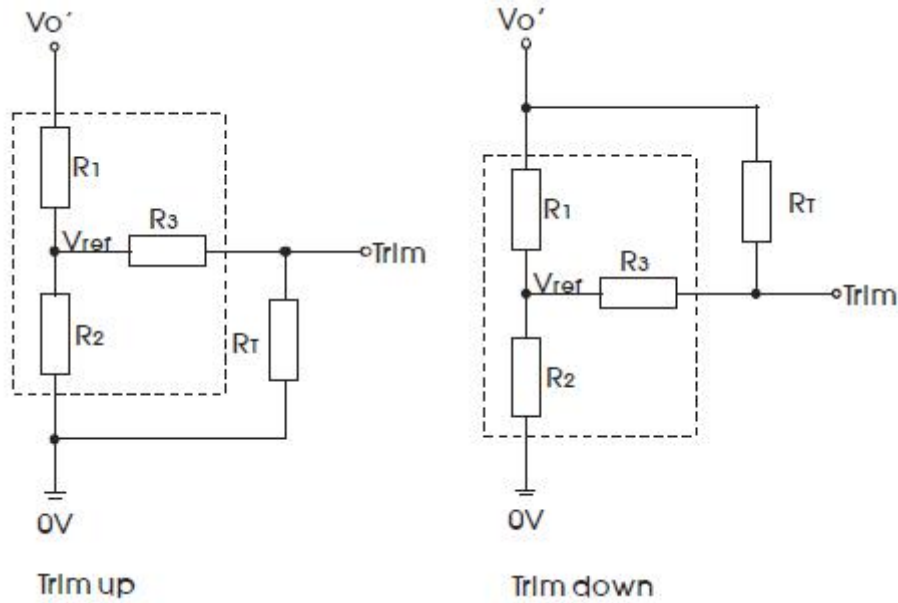 Vo'
R1
Vref
R3
Trim
R2
RT
0V
Trim up
Vo'
R1
RT
Vref
R3
Trim
R2
0V
Trim down